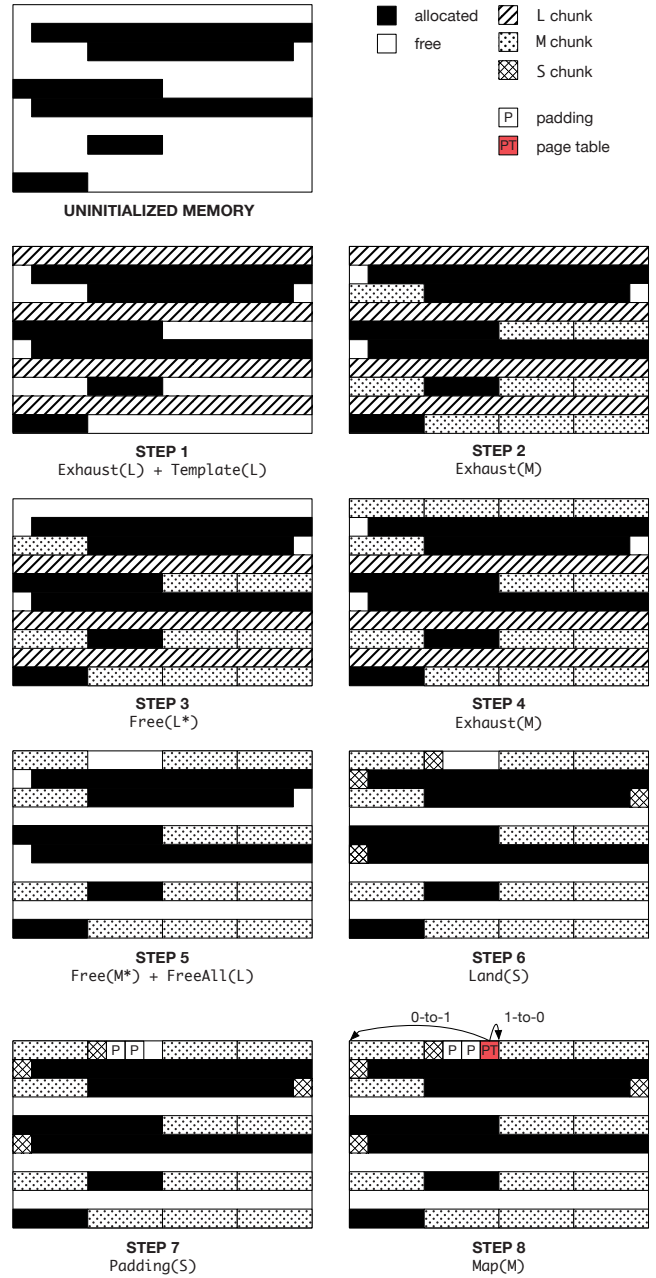 allocated
L chunk
free
M chunk
S chunk
P padding
PT page table
UNINITIALIZED MEMORY
STEP 1
Exhaust(L) + Template(L)
STEP 2
Exhaust(M)
STEP 3
Free(L*)
STEP 4
Exhaust(M)
STEP 5
Free(M*) + FreeAll(L)
STEP 6
Land(S)
0-to-1
1-to-0
P P
P P PT
STEP 7
Padding(S)
STEP 8
Map(M)